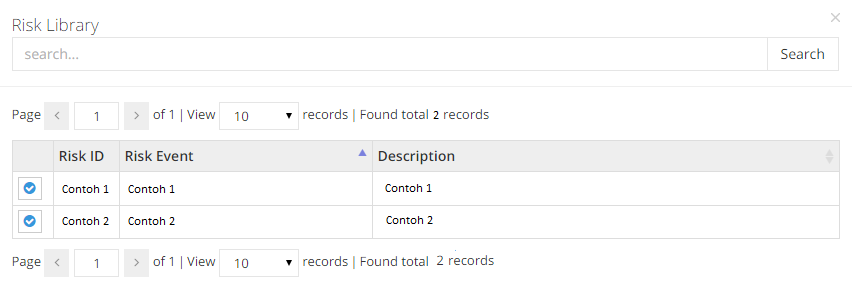 Risk Library
search...
Search
Page 1 of 1 | View 10 records | Found total 2 records
Risk ID Risk Event Description
Contoh 1 Contoh 1 Contoh 1
Contoh 2 Contoh 2 Contoh 2
Page 1 of 1 | View 10 records | Found total 2 records